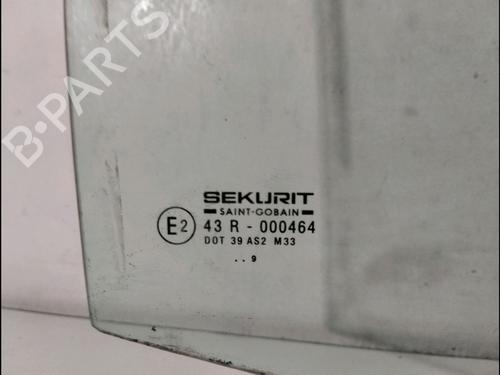 B-PARTS
SEKURIT
SAINT-GOBAIN
E2 43 R - 000464
DOT 39 AS2 M33
. . 9